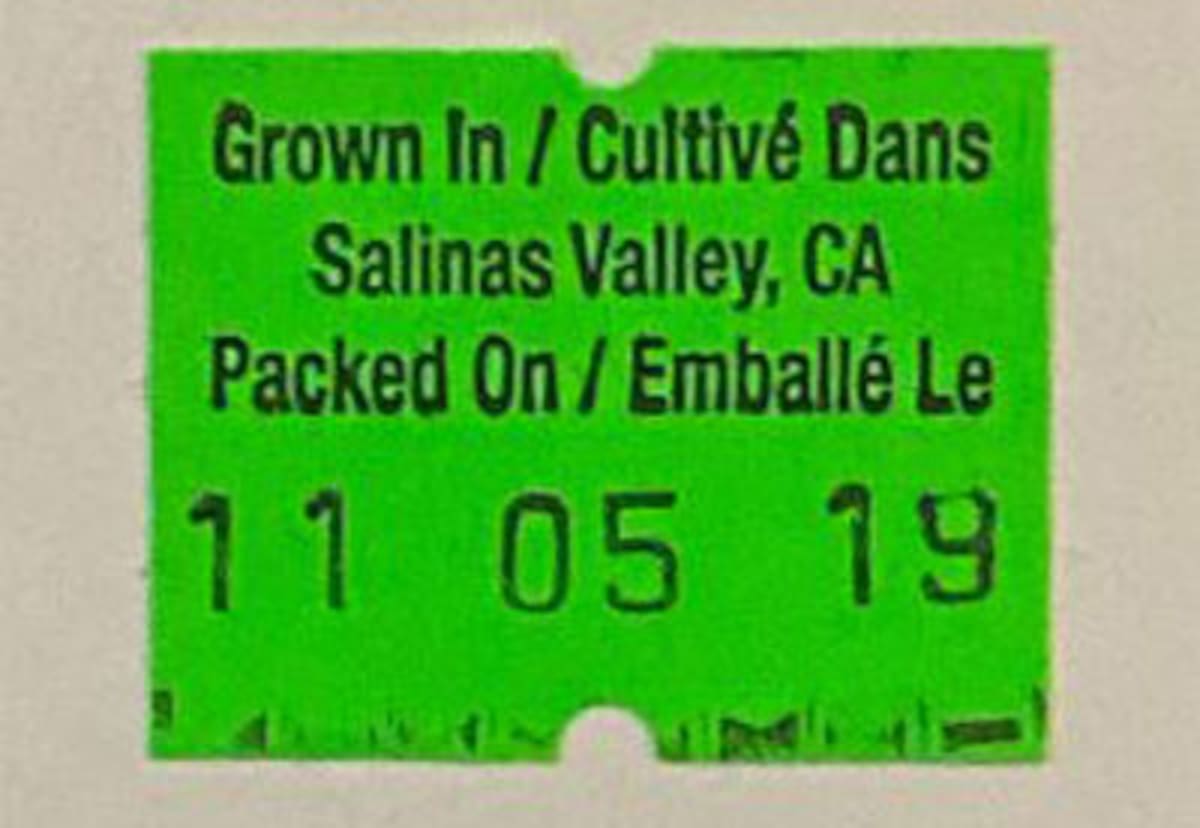 Grown In / Cultivé Dans
Salinas Valley, CA
Packed On / Emballé Le
11 05 19